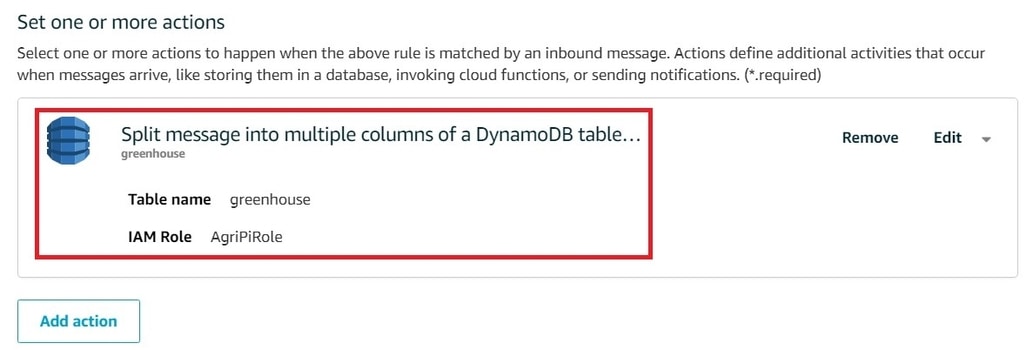 Set one or more actions
Select one or more actions to happen when the above rule is matched by an inbound message. Actions define additional activities that occur
when messages arrive, like storing them in a database, invoking cloud functions, or sending notifications. (*.required)
Split message into multiple columns of a DynamoDB table...
Remove Edit
greenhouse
Table name greenhouse
IAM Role AgriPiRole
Add action